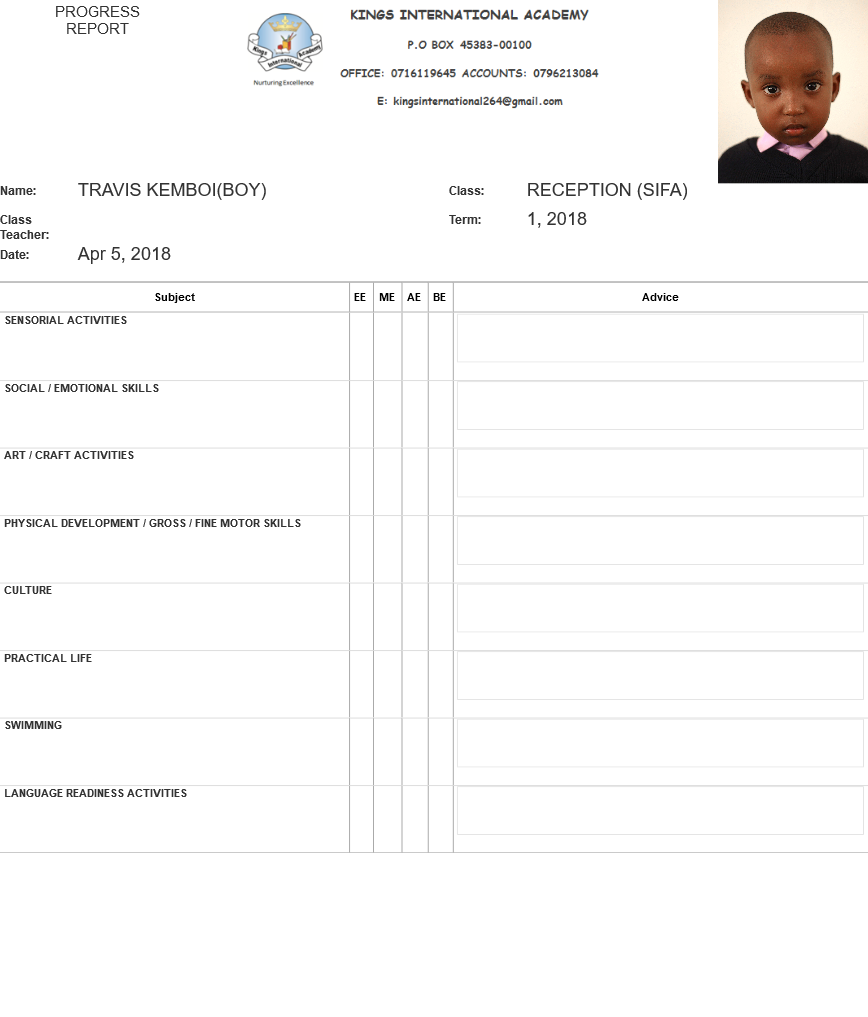 PROGRESS
REPORT
KINGS INTERNATIONAL ACADEMY
P.O BOX 45383-00100
OFFICE: 0716119645 ACCOUNTS: 0796213084
E: kingsinternational264@gmail.com
Kings International Academy
Nurturing Excellence
Name: TRAVIS KEMBOI(BOY) Class: RECEPTION (SIFA)
Class Term: 1, 2018
Teacher:
Date: Apr 5, 2018
Subject EE ME AE BE Advice
SENSORIAL ACTIVITIES
SOCIAL / EMOTIONAL SKILLS
ART / CRAFT ACTIVITIES
PHYSICAL DEVELOPMENT / GROSS / FINE MOTOR SKILLS
CULTURE
PRACTICAL LIFE
SWIMMING
LANGUAGE READINESS ACTIVITIES